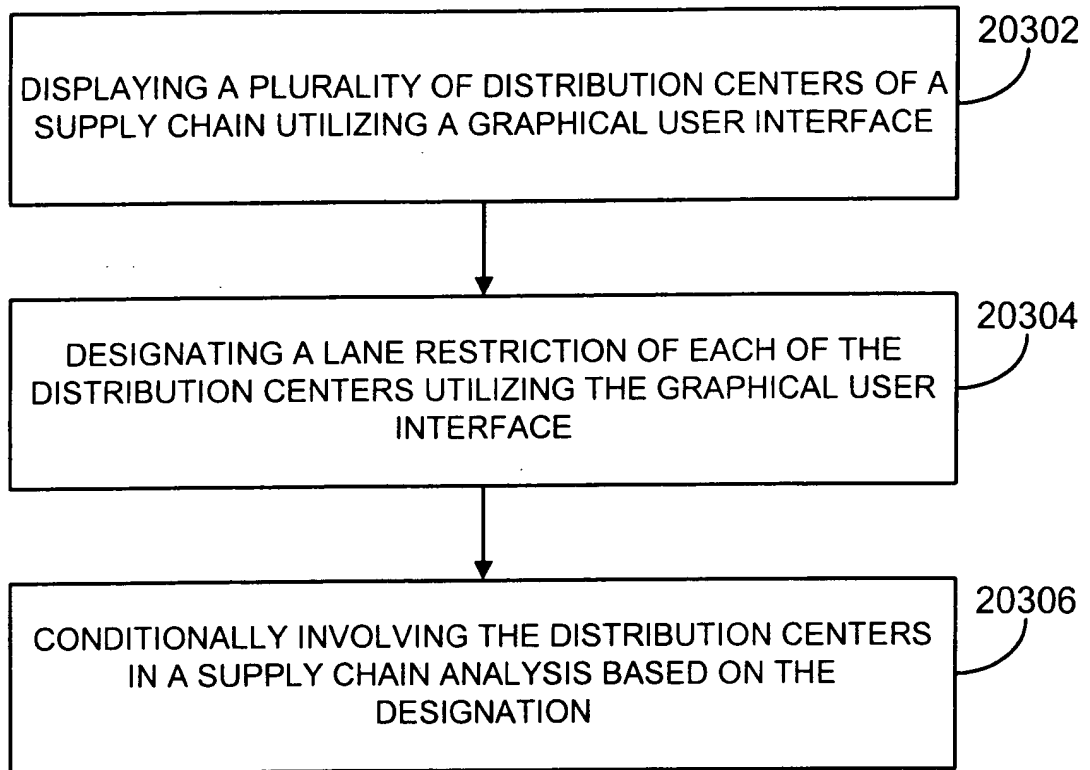 20302
DISPLAYING A PLURALITY OF DISTRIBUTION CENTERS OF A
SUPPLY CHAIN UTILIZING A GRAPHICAL USER INTERFACE
20304
DESIGNATING A LANE RESTRICTION OF EACH OF THE
DISTRIBUTION CENTERS UTILIZING THE GRAPHICAL USER
INTERFACE
20306
CONDITIONALLY INVOLVING THE DISTRIBUTION CENTERS
IN A SUPPLY CHAIN ANALYSIS BASED ON THE
DESIGNATION